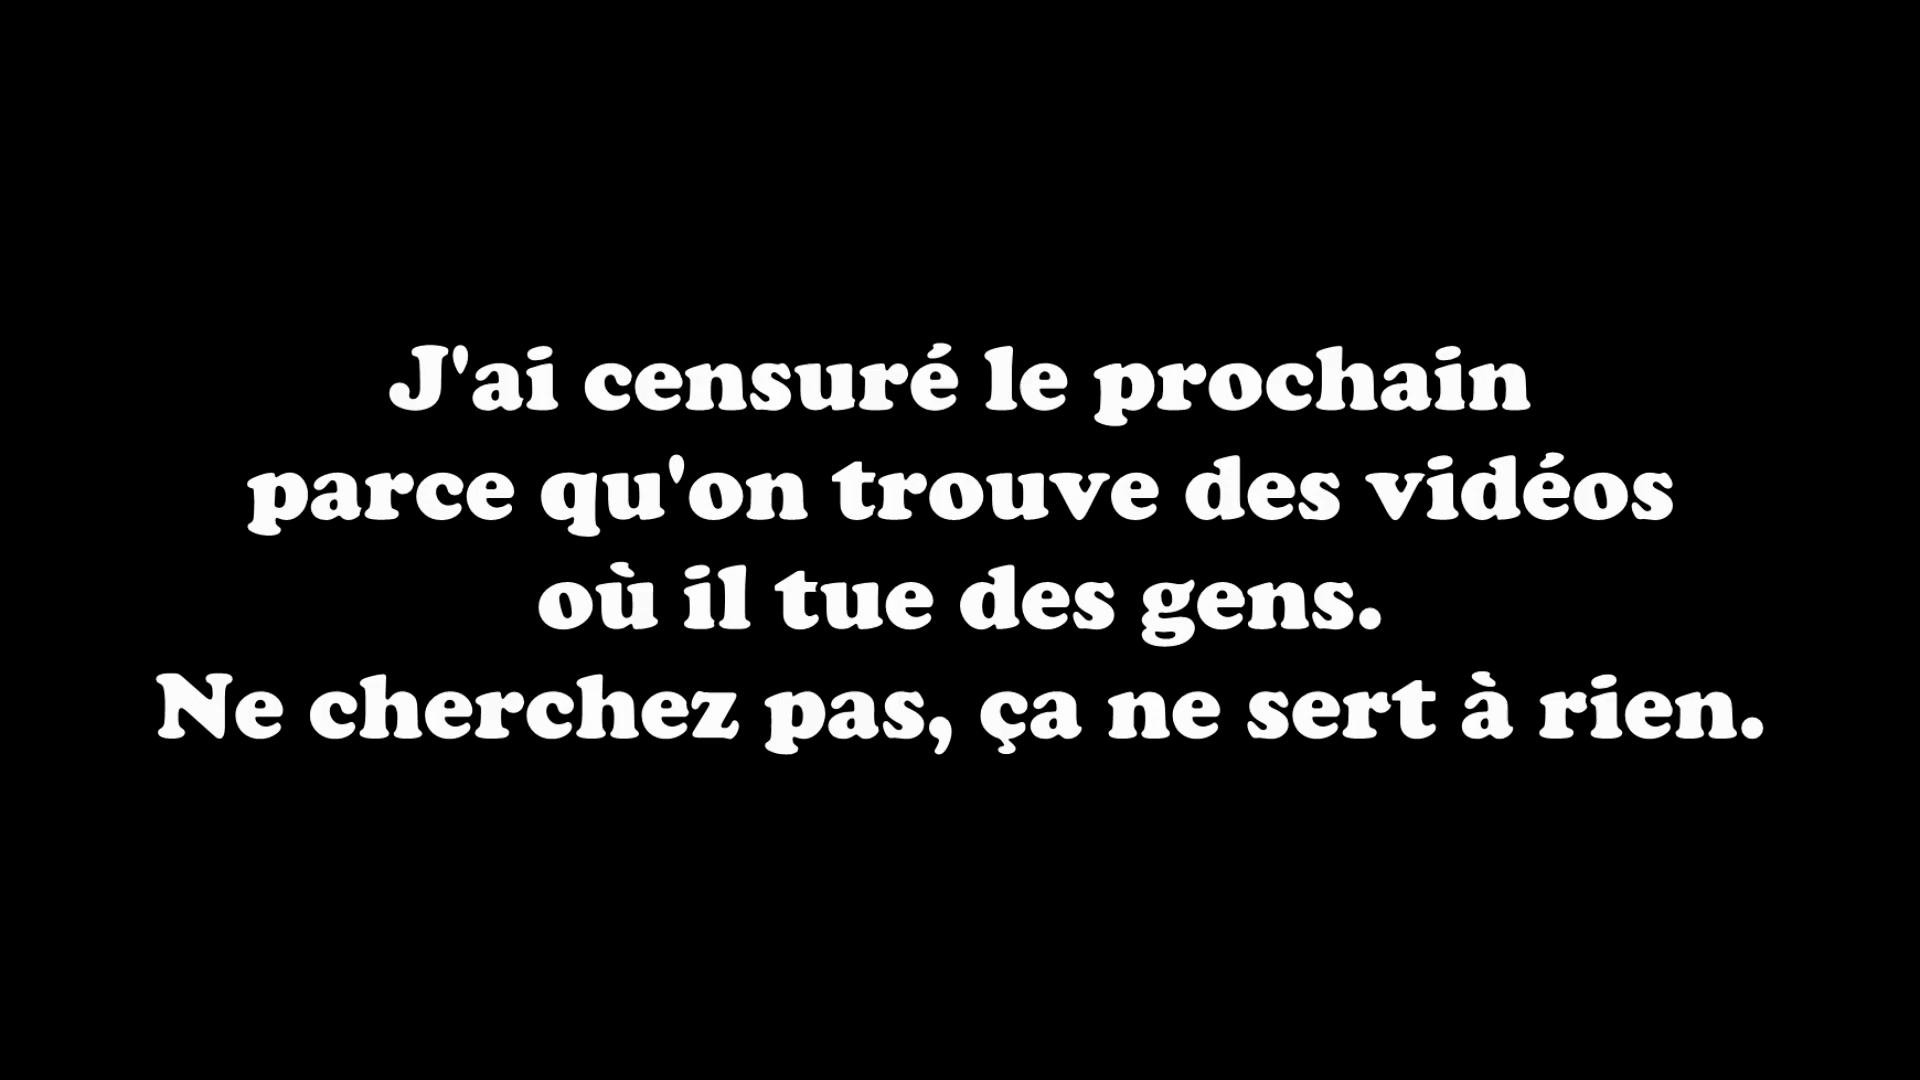 J'ai censuré le prochain
parce qu'on trouve des vidéos
où il tue des gens.
Ne cherchez pas, ça ne sert à rien.